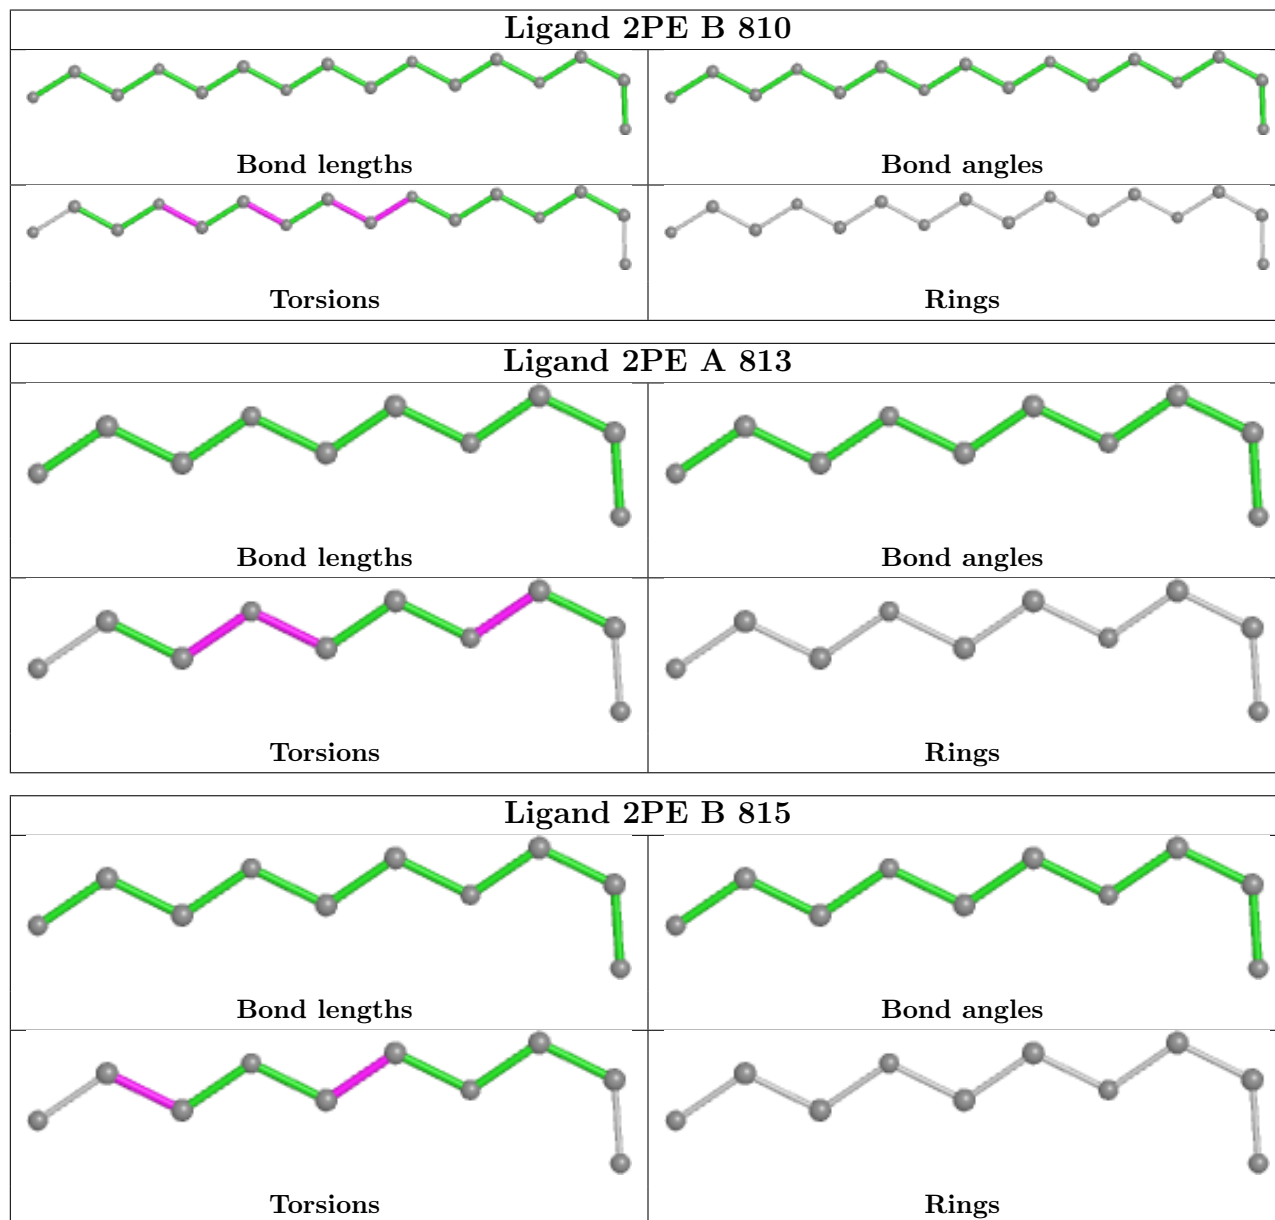 Ligand 2PE B 810
Bond lengths
Bond angles
Torsions
Rings
Ligand 2PE A 813
Bond lengths
Bond angles
Torsions
Rings
Ligand 2PE B 815
Bond lengths
Bond angles
Torsions
Rings